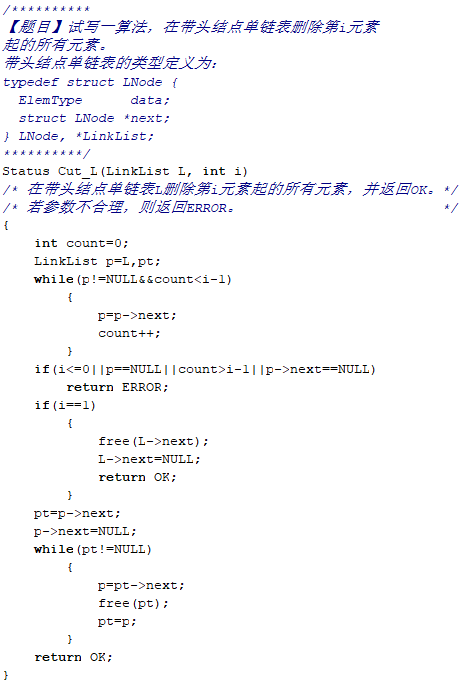 /**********
【题目】试写一算法，在带头结点单链表删除第i元素
起的所有元素。
带头结点单链表的类型定义为：
typedef struct LNode {
  ElemType      data;
  struct LNode *next;
} LNode, *LinkList;
**********/
Status Cut_L(LinkList L, int i)
/* 在带头结点单链表L删除第i元素起的所有元素，并返回OK。 */
/* 若参数不合理，则返回ERROR。                          */
{
    int count=0;
    LinkList p=L,pt;
    while(p!=NULL&&count<i-1)
        {
            p=p->next;
            count++;
        }
    if(i<=0||p==NULL||count>i-1||p->next==NULL)
        return ERROR;
    if(i==1)
        {
            free(L->next);
            L->next=NULL;
            return OK;
        }
    pt=p->next;
    p->next=NULL;
    while(pt!=NULL)
        {
            p=pt->next;
            free(pt);
            pt=p;
        }
    return OK;
}